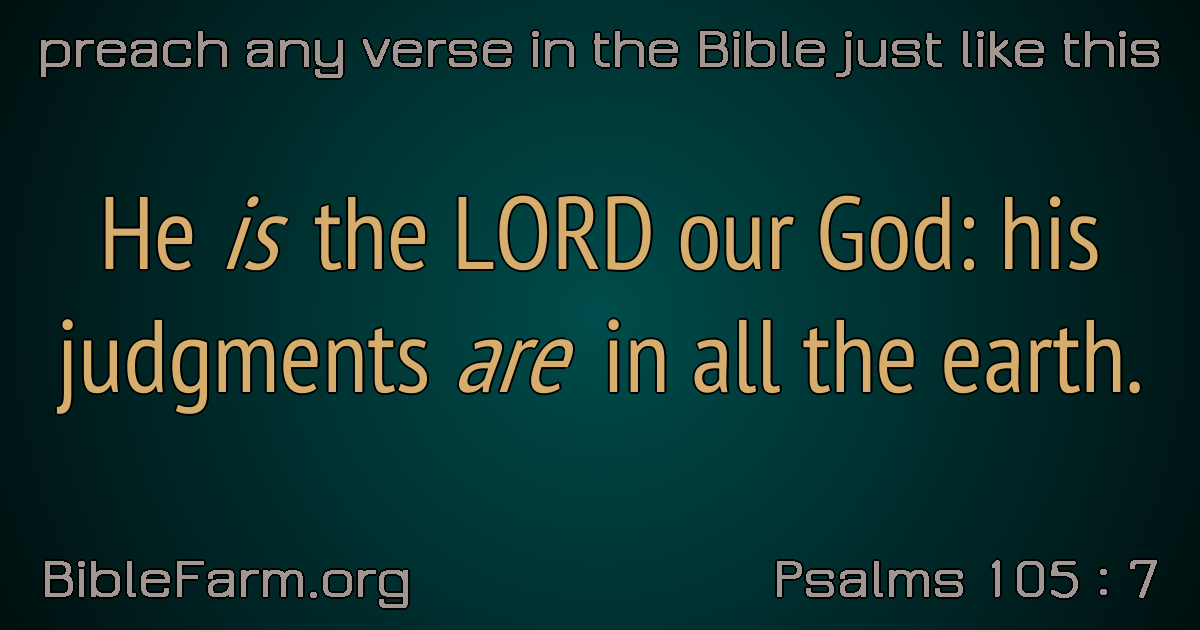 preach any verse in the Bible just like this
He is the LORD our God: his
judgments are in all the earth.
BibleFarm.org
Psalms 105 : 7